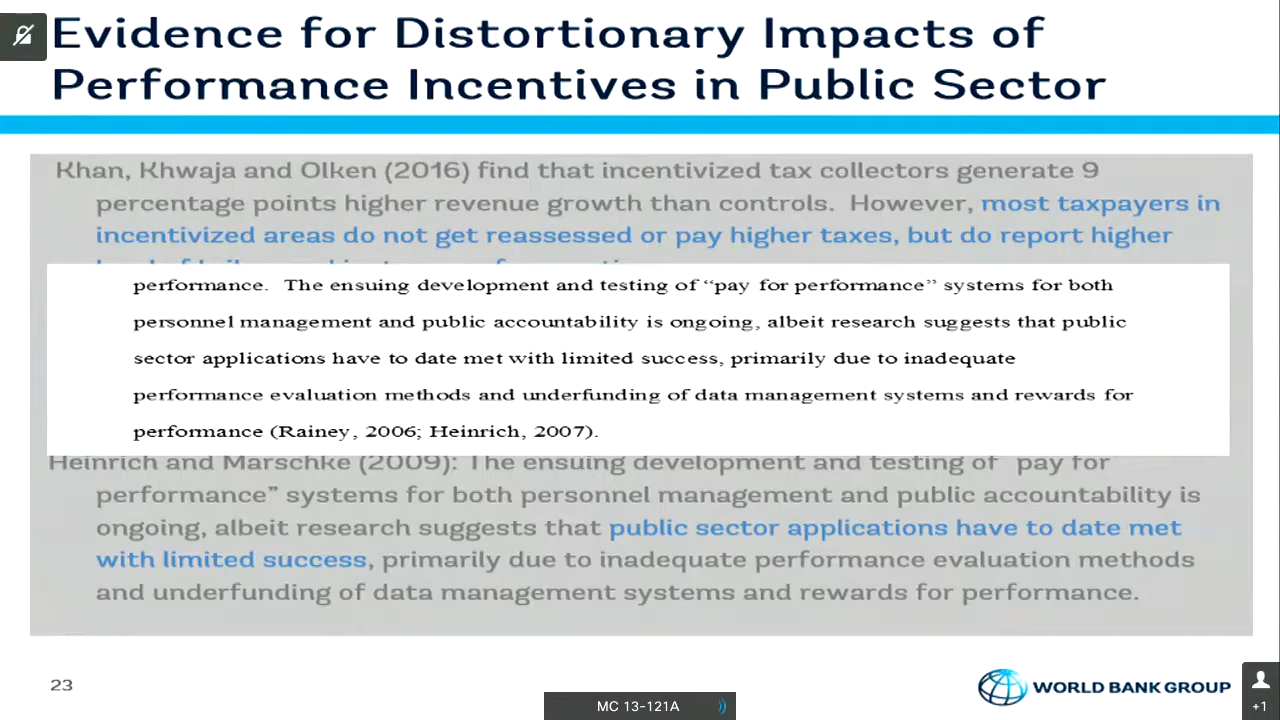 Evidence for Distortionary Impacts of
Performance Incentives in Public Sector
Khan, Khwaja and Olken (2016) find that incentivized tax collectors generate 9
percentage points higher revenue growth than controls. However, most taxpayers in
incentivized areas do not get reassessed or pay higher taxes, but do report higher
performance. The ensuing development and testing of “pay for performance” systems for both
personnel management and public accountability is ongoing, albeit research suggests that public
sector applications have to date met with limited success, primarily due to inadequate
performance evaluation methods and underfunding of data management systems and rewards for
performance (Rainey, 2006; Heinrich, 2007).
Heinrich and Marschke (2009): The ensuing development and testing of “pay for
performance” systems for both personnel management and public accountability is
ongoing, albeit research suggests that public sector applications have to date met
with limited success, primarily due to inadequate performance evaluation methods
and underfunding of data management systems and rewards for performance.
23
WORLD BANK GROUP
MC 13-121A
+1